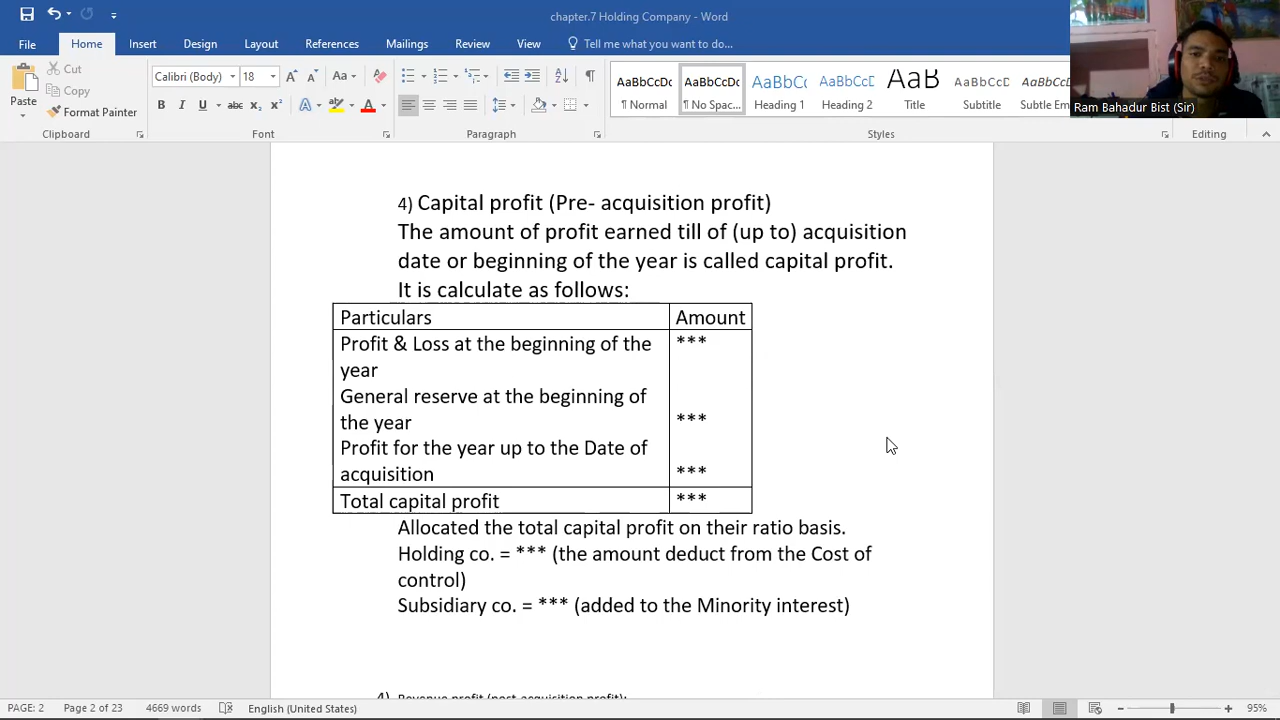 chapter.7 Holding Company - Word
File Home Insert Design Layout References Mailings Review View Tell me what you want to do...
Ram Bahadur Bist (Sir)
Paste
Cut
Copy
Format Painter
Calibri (Body) 18
AaBbCcDc AaBbCcDc AaBbCc AaBbCcD AaB AaBbCcD AaBbCcDc
¶ Normal ¶ No Spac... Heading 1 Heading 2 Title Subtitle Subtle Em
Clipboard Font Paragraph Styles Editing
4) Capital profit (Pre- acquisition profit)
The amount of profit earned till of (up to) acquisition
date or beginning of the year is called capital profit.
It is calculate as follows:
Particulars Amount
Profit & Loss at the beginning of the ***
year
General reserve at the beginning of
the year ***
Profit for the year up to the Date of
acquisition ***
Total capital profit ***
Allocated the total capital profit on their ratio basis.
Holding co. = *** (the amount deduct from the Cost of
control)
Subsidiary co. = *** (added to the Minority interest)
4) Revenue profit (post-acquisition profit):
PAGE: 2 Page 2 of 23 4669 words English (United States) 95%